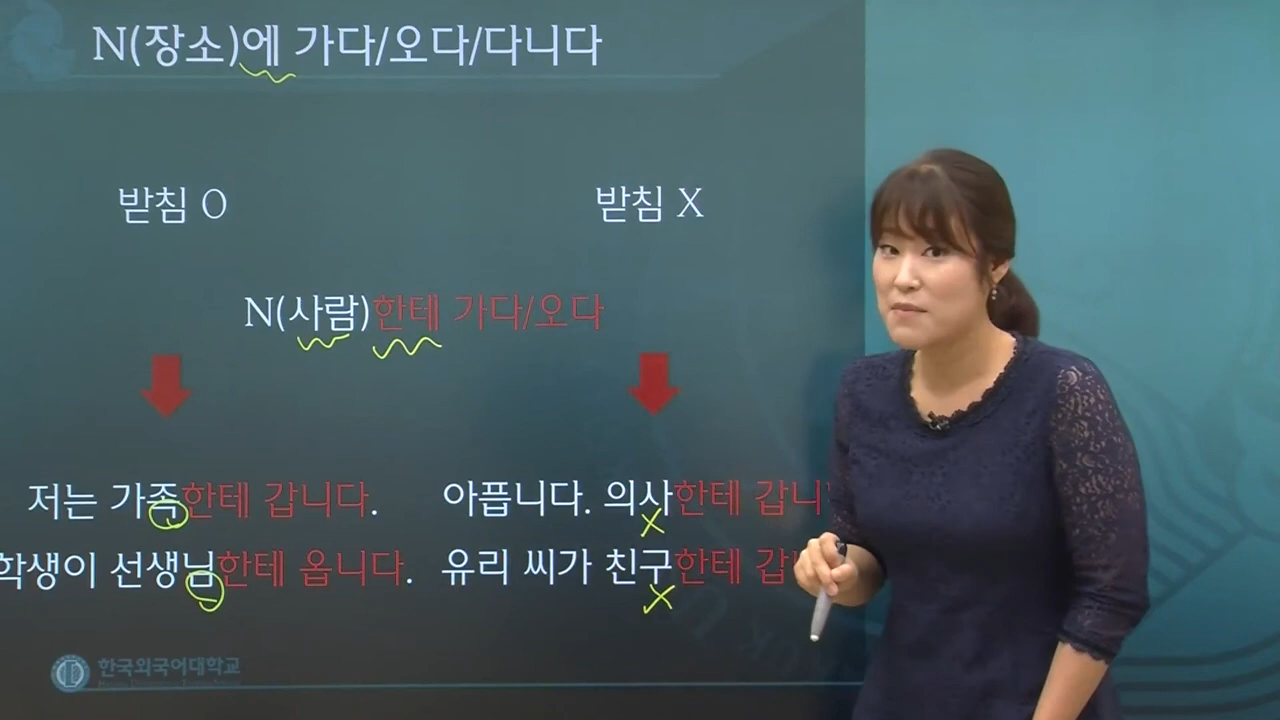 N(장소)에 가다/오다/다니다
받침 O
받침 X
N(사람)한테 가다/오다
저는 가족한테 갑니다.
아픕니다. 의사한테 갑니
학생이 선생님한테 옵니다.
유리 씨가 친구한테 갑
한국외국어대학교